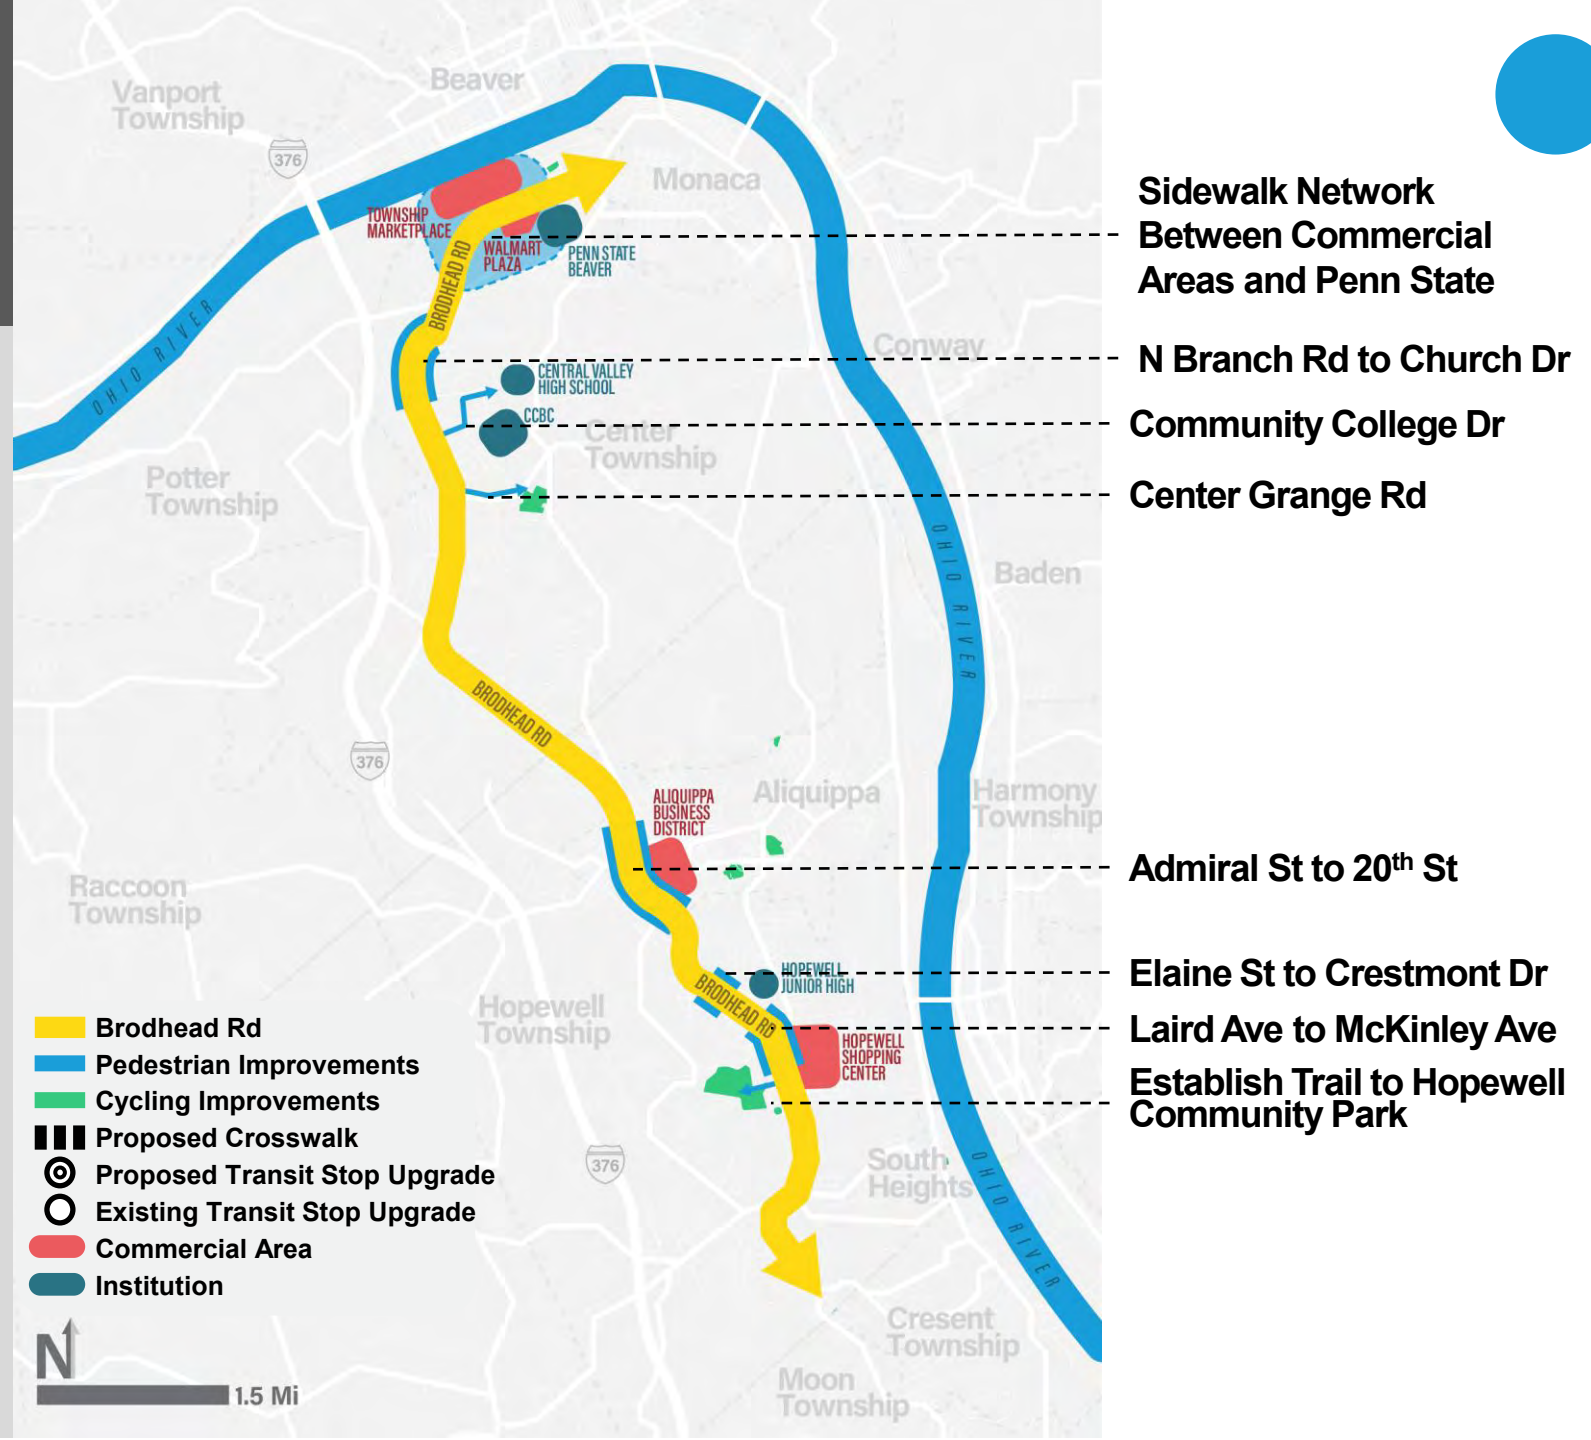 Vanport
Township
Beaver
376
Monaca
TOWNSHIP
MARKETPLACE
WALMART
PLAZA
PENN STATE
BEAVER
BRODHEAD RD
OHIO RIVER
Conway
CENTRAL VALLEY
HIGH SCHOOL
CCBC
Center
Township
Potter
Township
OHIO RIVER
Baden
BRODHEAD RD
376
ALIQUIPPA
BUSINESS
DISTRICT
Aliquippa
Harmony
Township
Raccoon
Township
HOPEWELL
JUNIOR HIGH
BRODHEAD RD
Hopewell
Township
HOPEWELL
SHOPPING
CENTER
376
South
Heights
OHIO RIVER
Cresent
Township
Moon
Township
Sidewalk Network
Between Commercial
Areas and Penn State
N Branch Rd to Church Dr
Community College Dr
Center Grange Rd
Admiral St to 20th St
Elaine St to Crestmont Dr
Laird Ave to McKinley Ave
Establish Trail to Hopewell
Community Park
Brodhead Rd
Pedestrian Improvements
Cycling Improvements
Proposed Crosswalk
Proposed Transit Stop Upgrade
Existing Transit Stop Upgrade
Commercial Area
Institution
N
1.5 Mi